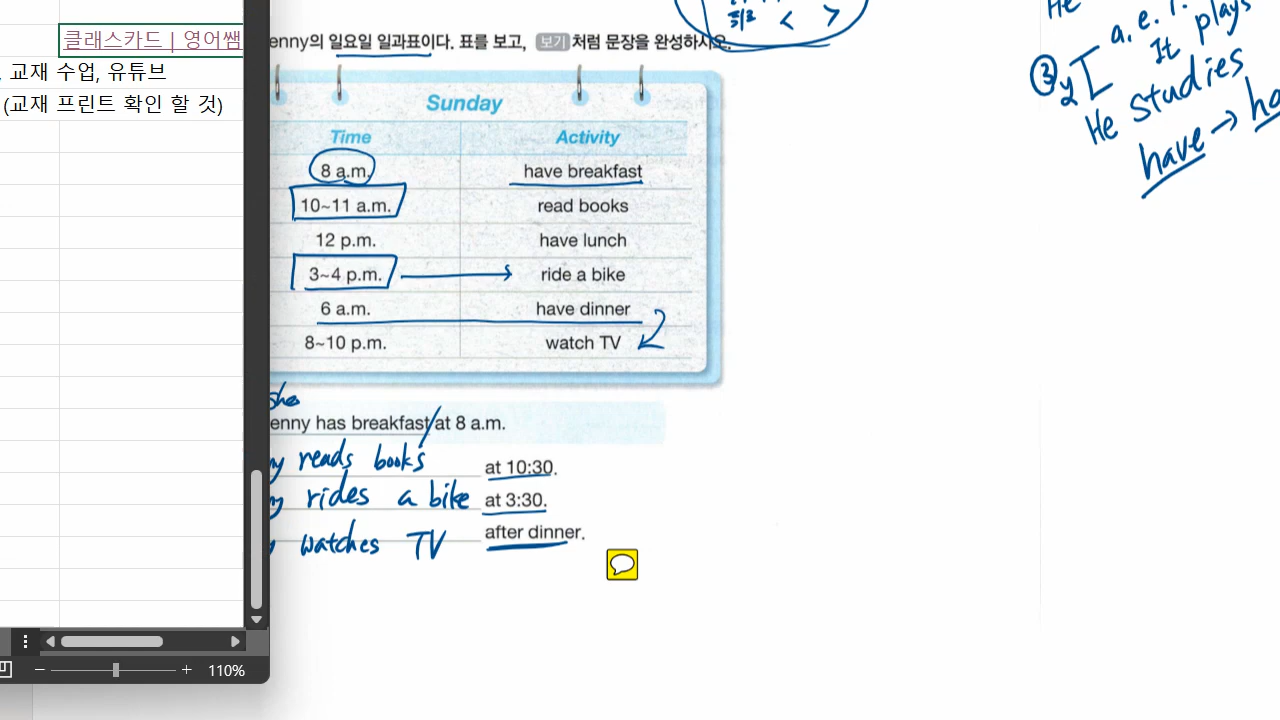 클래스카드 | 영어쌤
, 교재 수업, 유튜브
(교재 프린트 확인 할 것)
110%
enny의 일요일 일과표이다. 표를 보고, 보기 처럼 문장을 완성하시오.
< >
Sunday
Time Activity
8 a.m. have breakfast
10~11 a.m. read books
12 p.m. have lunch
3~4 p.m. ride a bike
6 a.m. have dinner
8~10 p.m. watch TV
she
enny has breakfast/at 8 a.m.
y reads books at 10:30.
y rides a bike at 3:30.
watches TV after dinner.
He
a. e. i.
It plays
③ y [
He studies
have → ha